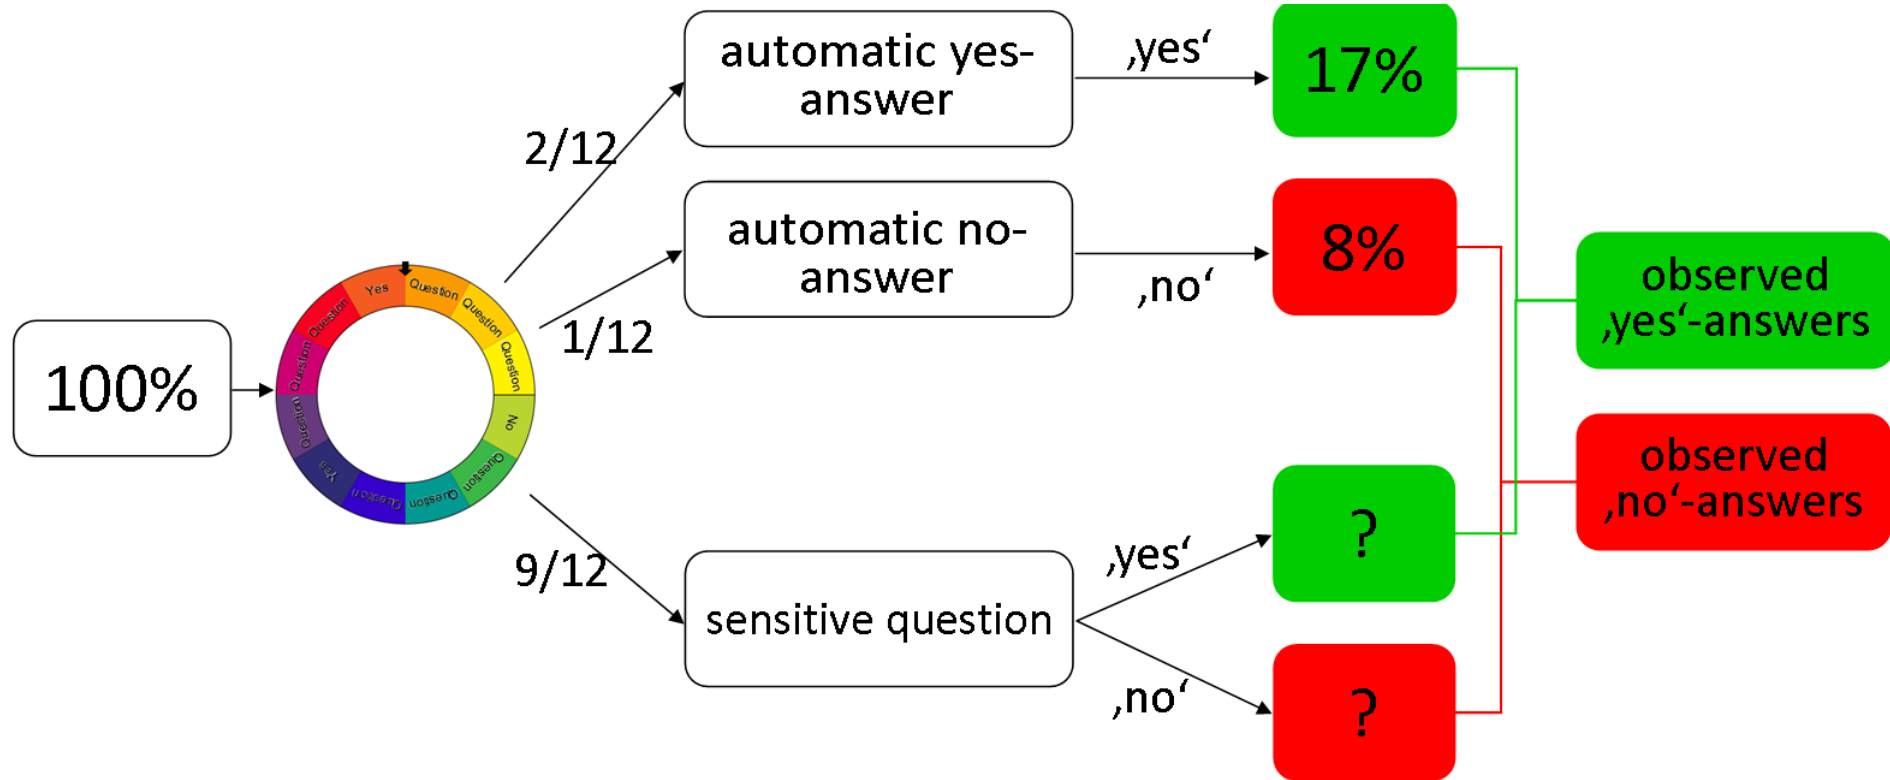 automatic yes-
answer
‚yes‘
17%
2/12
automatic no-
answer
‚no‘
8%
1/12
observed
‚yes‘-answers
100%
Question
Question
Question
No
Question
Question
Question
Yes
Question
Question
Question
Yes
observed
‚no‘-answers
9/12
sensitive question
‚yes‘
?
‚no‘
?